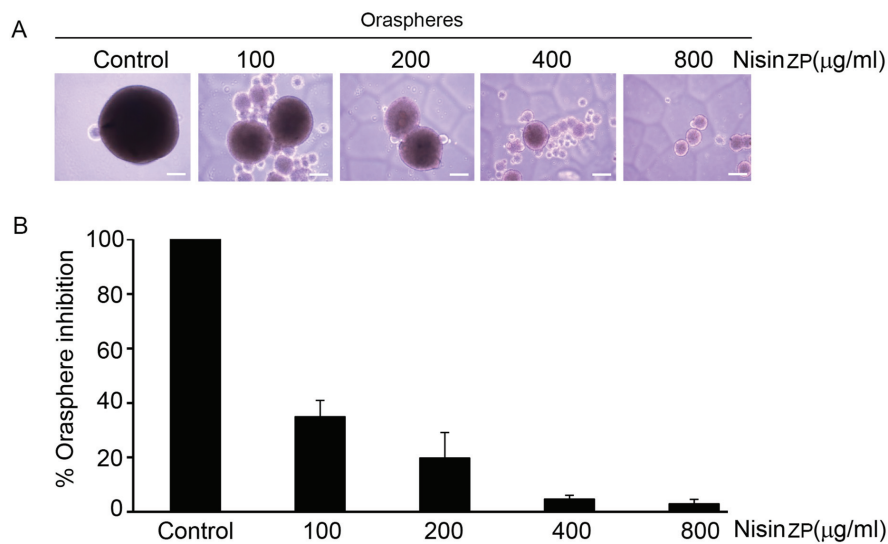 A
Oraspheres
Control 100 200 400 800 NisinZP(μg/ml)
B
% Orasphere inhibition
100
80
60
40
20
0
Control 100 200 400 800 NisinZP(μg/ml)